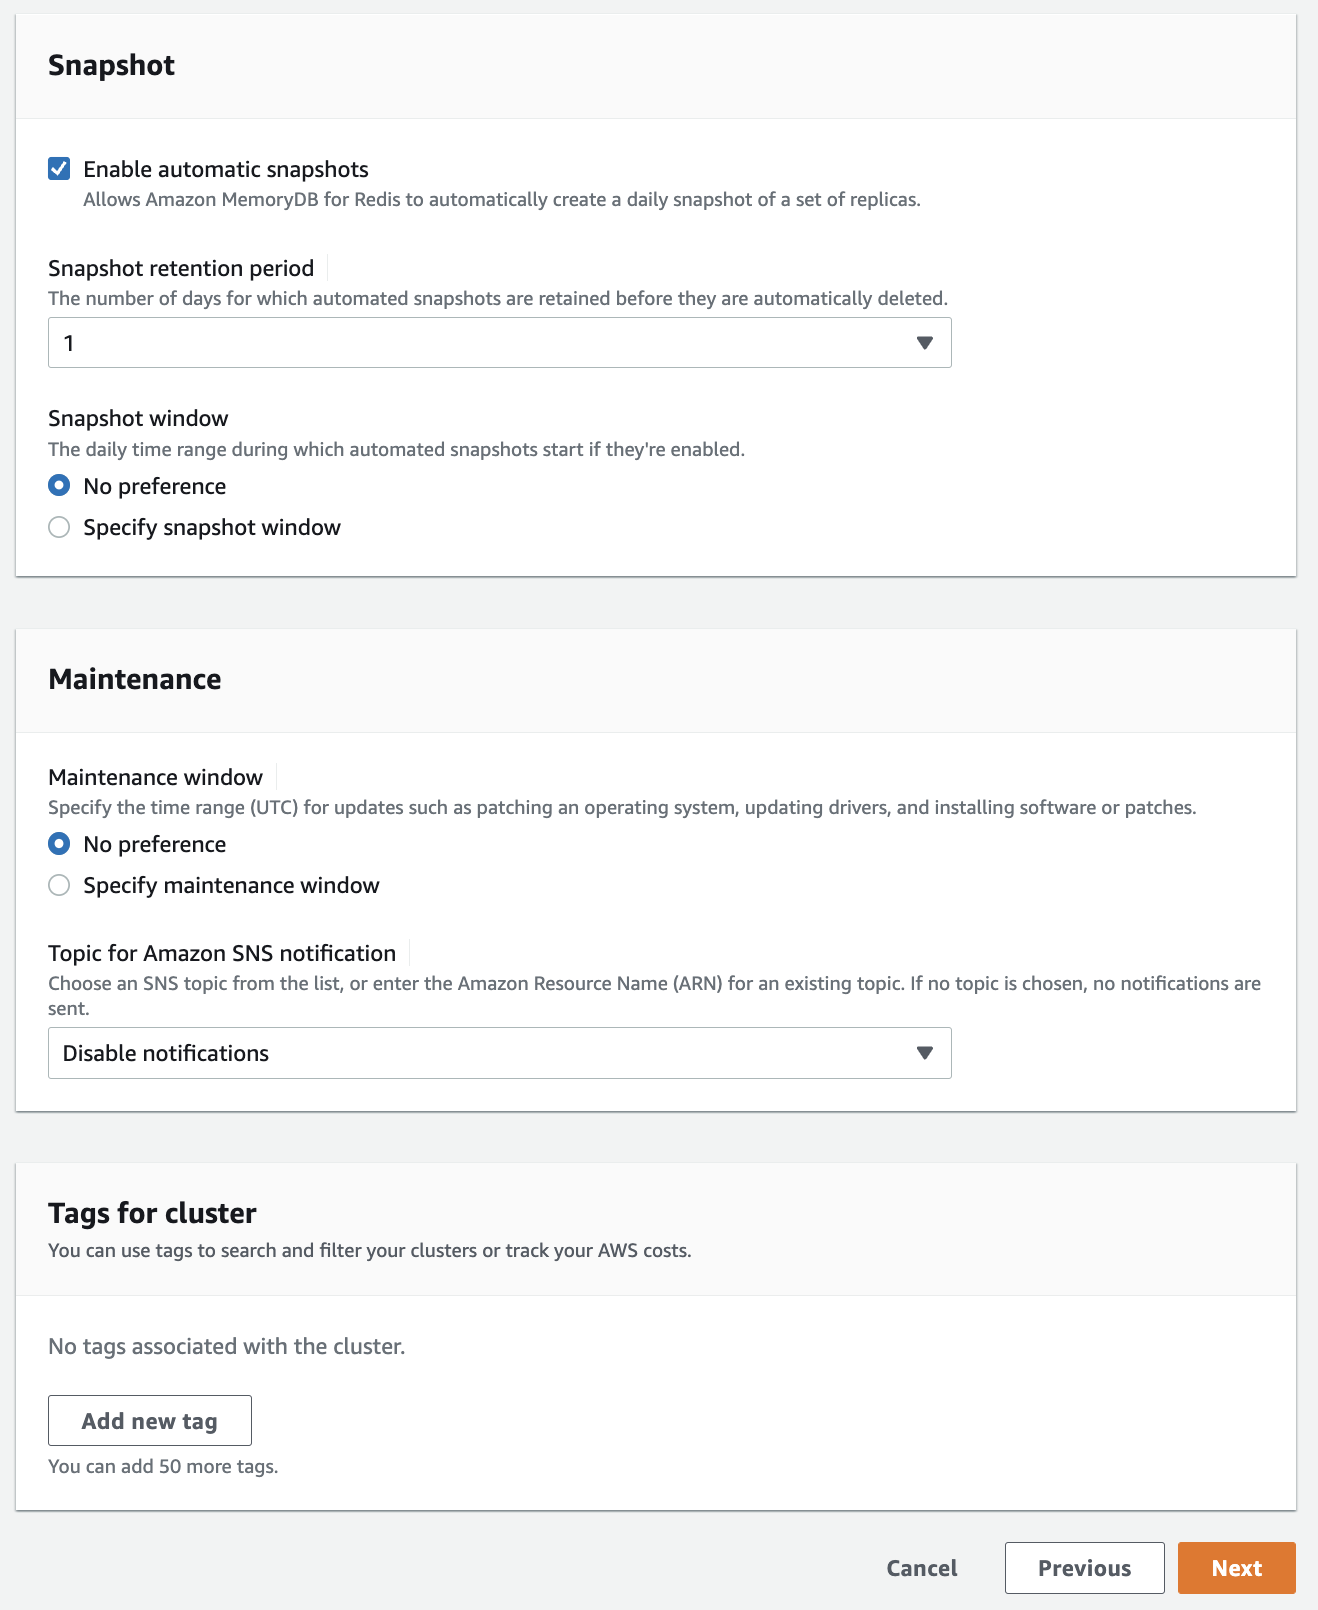 Snapshot
Enable automatic snapshots
Allows Amazon MemoryDB for Redis to automatically create a daily snapshot of a set of replicas.
Snapshot retention period
The number of days for which automated snapshots are retained before they are automatically deleted.
1
Snapshot window
The daily time range during which automated snapshots start if they're enabled.
No preference
Specify snapshot window
Maintenance
Maintenance window
Specify the time range (UTC) for updates such as patching an operating system, updating drivers, and installing software or patches.
No preference
Specify maintenance window
Topic for Amazon SNS notification
Choose an SNS topic from the list, or enter the Amazon Resource Name (ARN) for an existing topic. If no topic is chosen, no notifications are
sent.
Disable notifications
Tags for cluster
You can use tags to search and filter your clusters or track your AWS costs.
No tags associated with the cluster.
Add new tag
You can add 50 more tags.
Cancel Previous Next